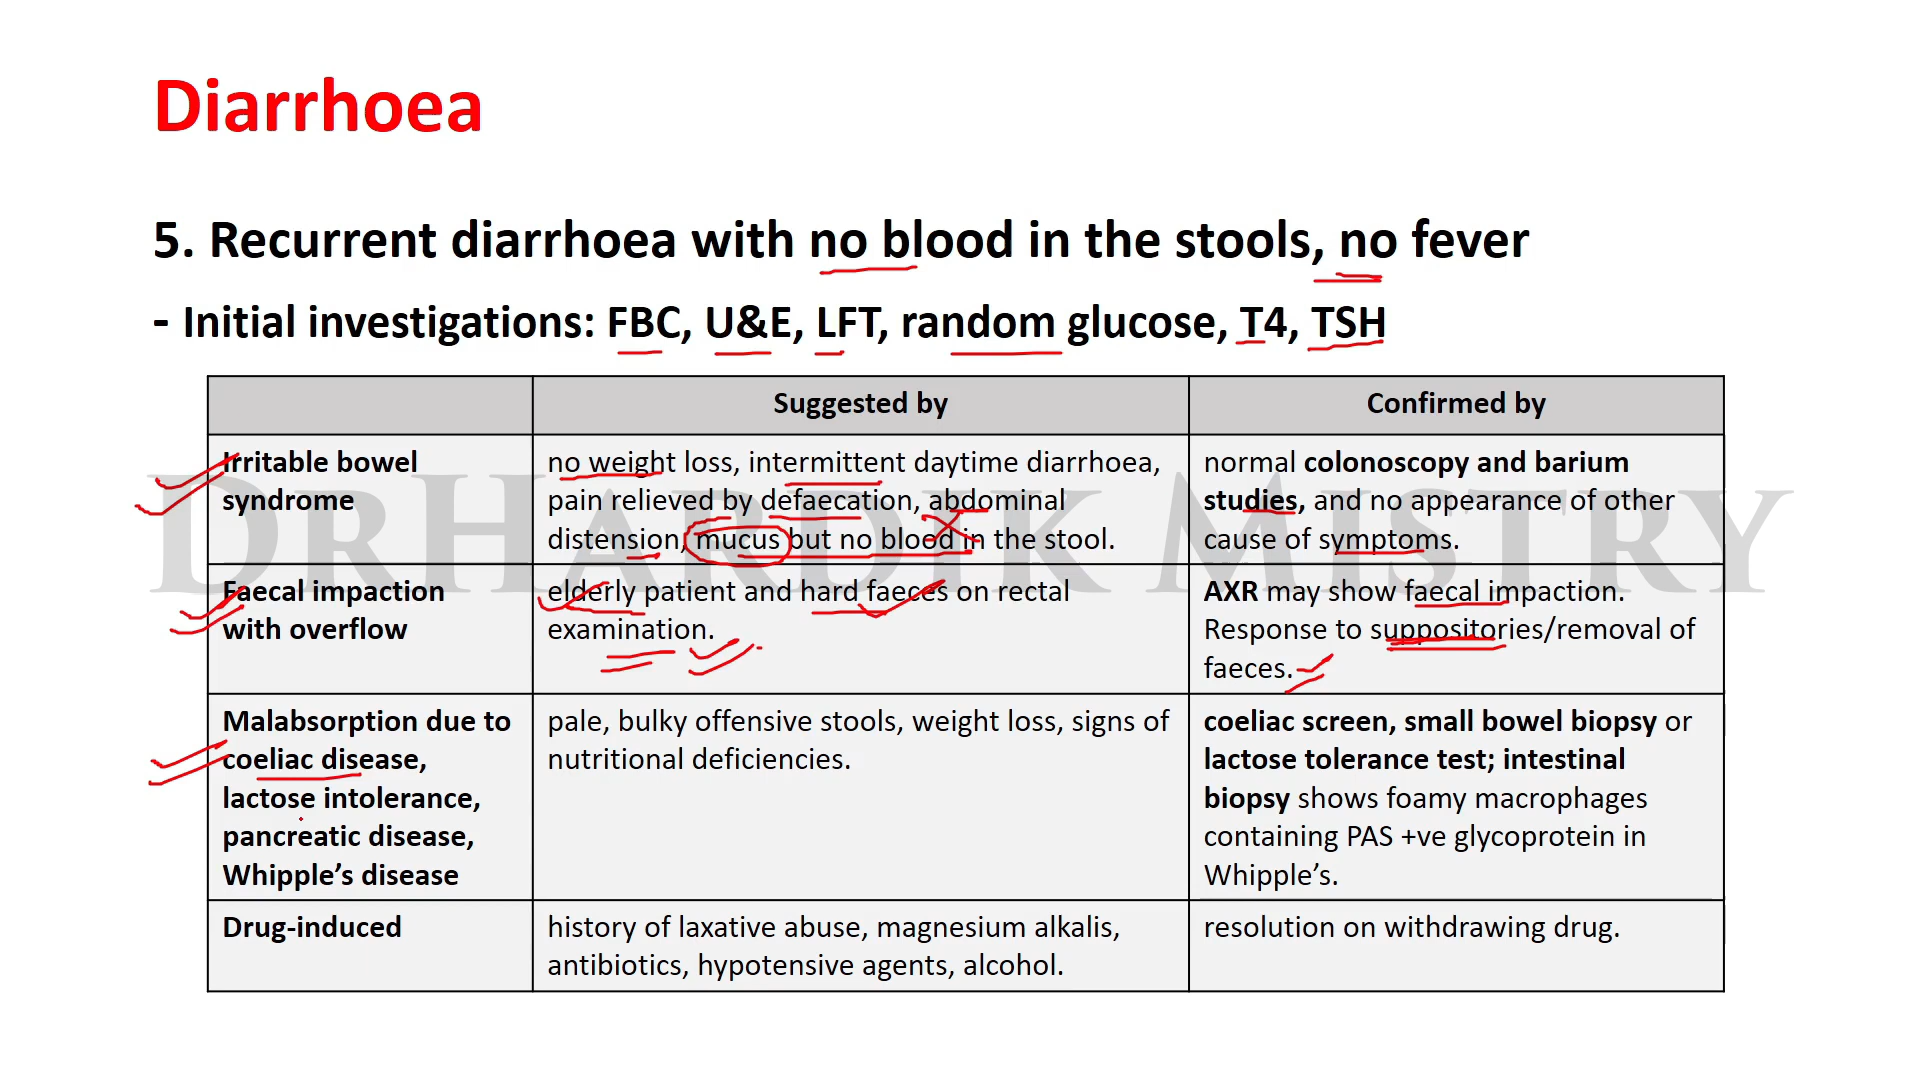 Diarrhoea
5. Recurrent diarrhoea with no blood in the stools, no fever
- Initial investigations: FBC, U&E, LFT, random glucose, T4, TSH
Suggested by
Confirmed by
Irritable bowel
syndrome
no weight loss, intermittent daytime diarrhoea,
pain relieved by defaecation, abdominal
distension, mucus but no blood in the stool.
normal colonoscopy and barium
studies, and no appearance of other
cause of symptoms.
Faecal impaction
with overflow
elderly patient and hard faeces on rectal
examination.
AXR may show faecal impaction.
Response to suppositories/removal of
faeces.
Malabsorption due to
coeliac disease,
lactose intolerance,
pancreatic disease,
Whipple’s disease
pale, bulky offensive stools, weight loss, signs of
nutritional deficiencies.
coeliac screen, small bowel biopsy or
lactose tolerance test; intestinal
biopsy shows foamy macrophages
containing PAS +ve glycoprotein in
Whipple’s.
Drug-induced
history of laxative abuse, magnesium alkalis,
antibiotics, hypotensive agents, alcohol.
resolution on withdrawing drug.
DRHARDIK MISTRY